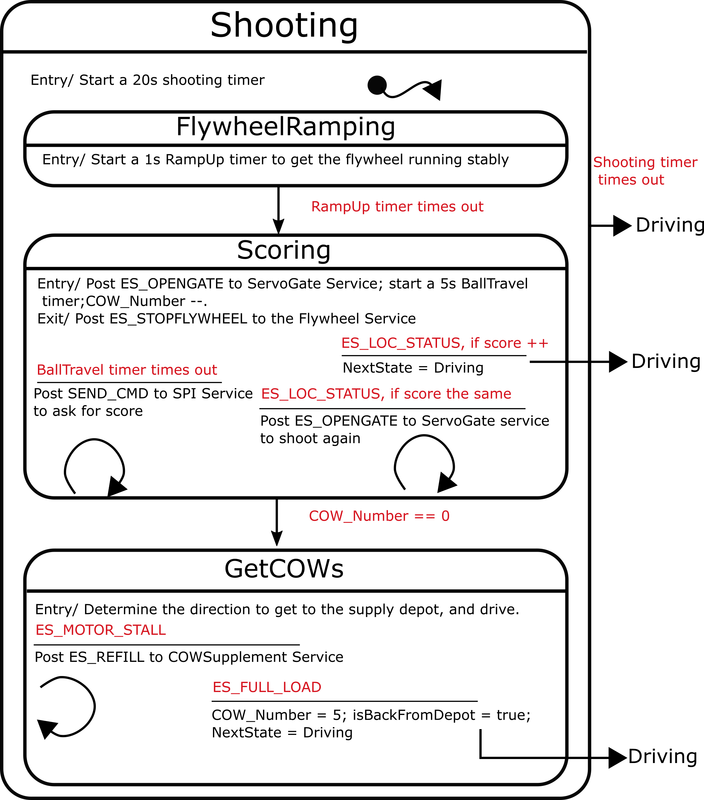 Shooting
Entry/ Start a 20s shooting timer
FlywheelRamping
Entry/ Start a 1s RampUp timer to get the flywheel running stably
Shooting timer
times out
RampUp timer times out
Driving
Scoring
Entry/ Post ES_OPENGATE to ServoGate Service; start a 5s BallTravel
timer;COW_Number --.
Exit/ Post ES_STOPFLYWHEEL to the Flywheel Service
ES_LOC_STATUS, if score ++
NextState = Driving
Driving
BallTravel timer times out
Post SEND_CMD to SPI Service
to ask for score
ES_LOC_STATUS, if score the same
Post ES_OPENGATE to ServoGate service
to shoot again
COW_Number == 0
GetCOWs
Entry/ Determine the direction to get to the supply depot, and drive.
ES_MOTOR_STALL
Post ES_REFILL to COWSupplement Service
ES_FULL_LOAD
COW_Number = 5; isBackFromDepot = true;
NextState = Driving
Driving